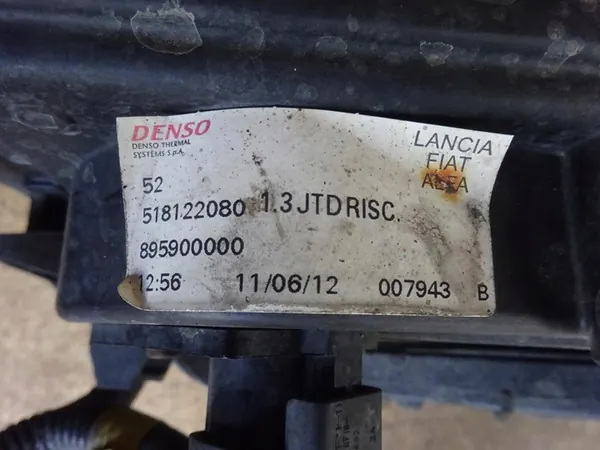 DENSO
DENSO THERMAL
SYSTEMS S.p.A.
LANCIA
FIAT
ALFA
52
518122080 1.3 JTD RISC.
895900000
12:56 11/06/12 007943 B